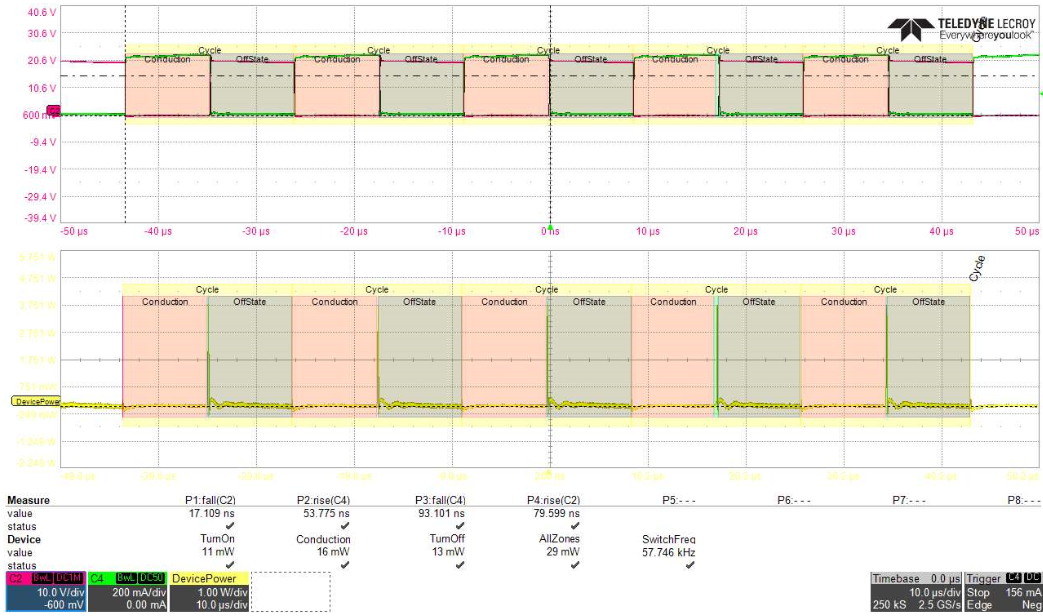 40.6 V
TELEDYNE LECROY
Everywhereyoulook
30.6 V
Cycle Cycle Cycle Cycle Cycle Cycle
20.6 V
Conduction OffState Conduction OffState Conduction OffState Conduction OffState Conduction OffState
10.6 V
C2
600 m
-9.4 V
-19.4 V
-29.4 V
-39.4 V
-50 µs -40 µs -30 µs -20 µs -10 µs 0 ns 10 µs 20 µs 30 µs 40 µs 50 µs
Cycle Cycle Cycle Cycle Cycle Cycle
Conduction OffState Conduction OffState Conduction OffState Conduction OffState Conduction OffState
DevicePower
Measure P1:fall(C2) P2:rise(C4) P3:fall(C4) P4:rise(C2) P5:- - - P6:- - - P7:- - - P8:- - -
value 17.109 ns 53.775 ns 93.101 ns 79.599 ns
status
Device TurnOn Conduction TurnOff AllZones SwitchFreq
value 11 mW 16 mW 13 mW 29 mW 57.746 kHz
status
C2 BwL DC1M C4 BwL DC50 DevicePower Timebase 0.0 µs Trigger C4 DC
10.0 V/div 200 mA/div 1.00 W/div 10.0 µs/div Stop 156 mA
-600 mV 0.00 mA 10.0 µs/div 250 kS 2.5 GS/s Edge Neg